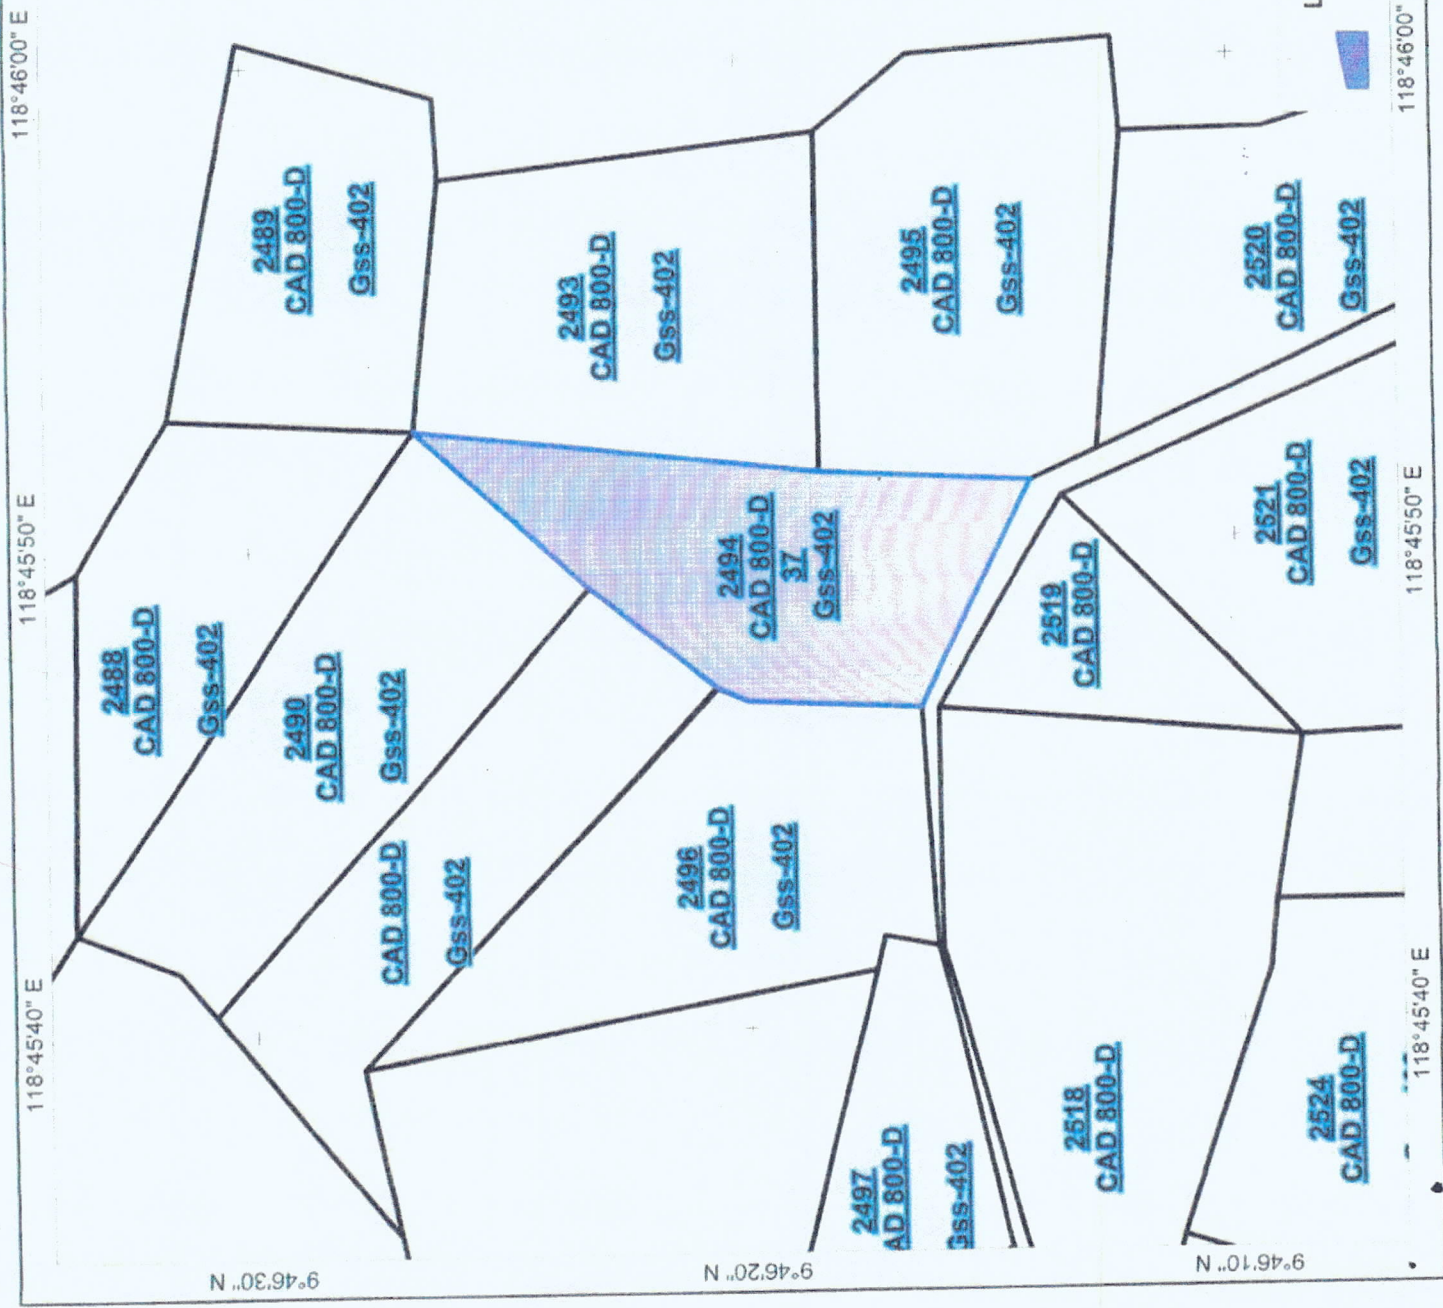 118°45'40" E
118°45'50" E
118°46'00" E
9°46'30" N
9°46'20" N
9°46'10" N
2488
CAD 800-D
Gss-402
2489
CAD 800-D
Gss-402
2490
CAD 800-D
Gss-402
CAD 800-D
Gss-402
2493
CAD 800-D
Gss-402
2494
CAD 800-D
37
Gss-402
2496
CAD 800-D
Gss-402
2495
CAD 800-D
Gss-402
2497
AD 800-D
Gss-402
2519
CAD 800-D
2518
CAD 800-D
2520
CAD 800-D
Gss-402
2521
CAD 800-D
Gss-402
2524
CAD 800-D
118°45'40" E
118°45'50" E
118°46'00"